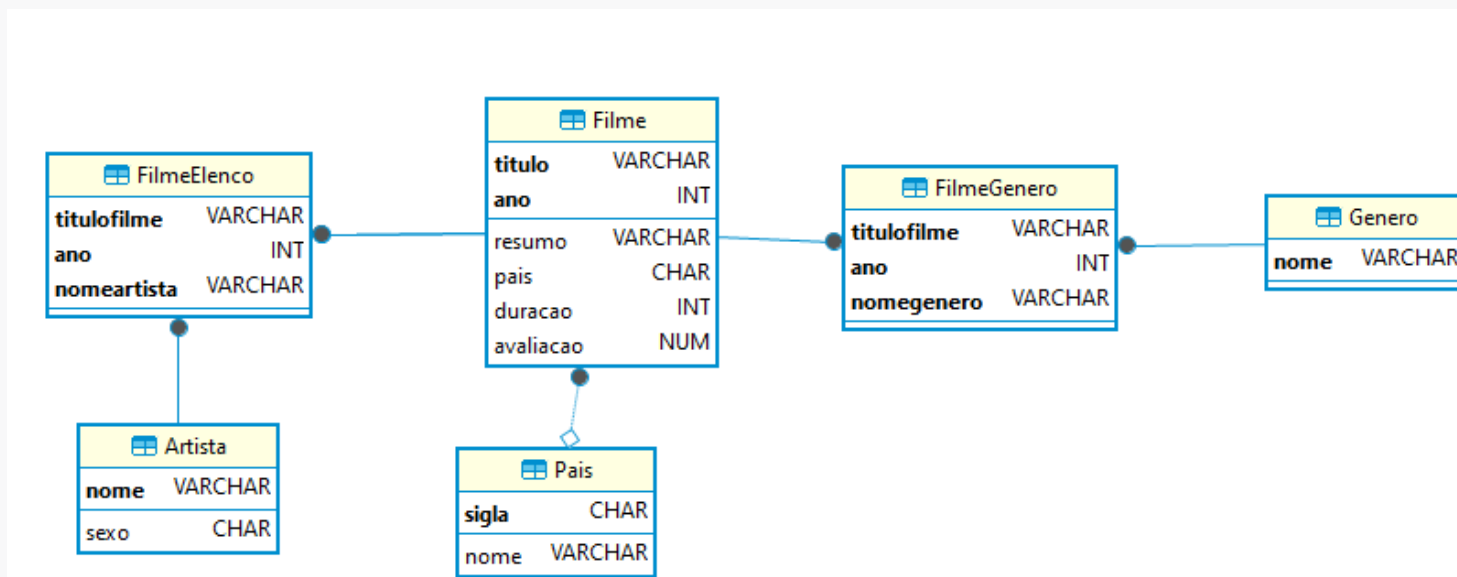 FilmeElenco
titulofilme VARCHAR
ano INT
nomeartista VARCHAR
Filme
titulo VARCHAR
ano INT
resumo VARCHAR
pais CHAR
duracao INT
avaliacao NUM
FilmeGenero
titulofilme VARCHAR
ano INT
nomegenero VARCHAR
Genero
nome VARCHAR
Artista
nome VARCHAR
sexo CHAR
Pais
sigla CHAR
nome VARCHAR